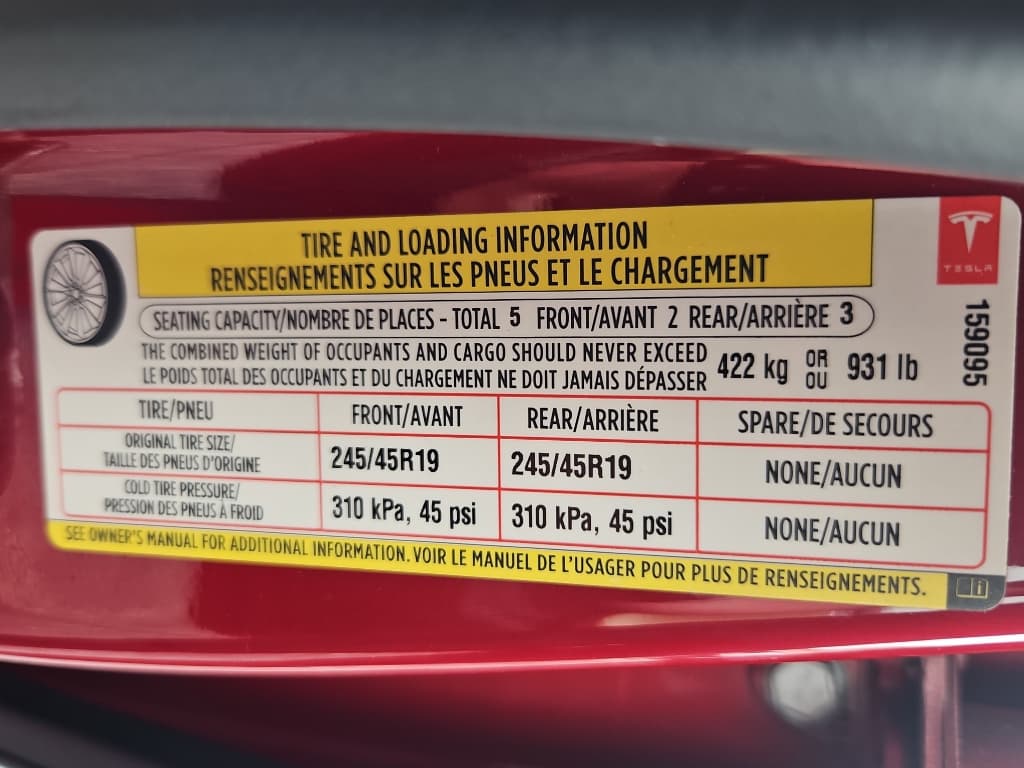 TIRE AND LOADING INFORMATION
RENSEIGNEMENTS SUR LES PNEUS ET LE CHARGEMENT
TESLA
159095
SEATING CAPACITY/NOMBRE DE PLACES - TOTAL 5 FRONT/AVANT 2 REAR/ARRIÈRE 3
THE COMBINED WEIGHT OF OCCUPANTS AND CARGO SHOULD NEVER EXCEED
LE POIDS TOTAL DES OCCUPANTS ET DU CHARGEMENT NE DOIT JAMAIS DÉPASSER
422 kg OR OU 931 lb
TIRE/PNEU FRONT/AVANT REAR/ARRIÈRE SPARE/DE SECOURS
ORIGINAL TIRE SIZE/
TAILLE DES PNEUS D'ORIGINE
245/45R19 245/45R19 NONE/AUCUN
COLD TIRE PRESSURE/
PRESSION DES PNEUS À FROID
310 kPa, 45 psi 310 kPa, 45 psi NONE/AUCUN
SEE OWNER'S MANUAL FOR ADDITIONAL INFORMATION. VOIR LE MANUEL DE L'USAGER POUR PLUS DE RENSEIGNEMENTS.
i